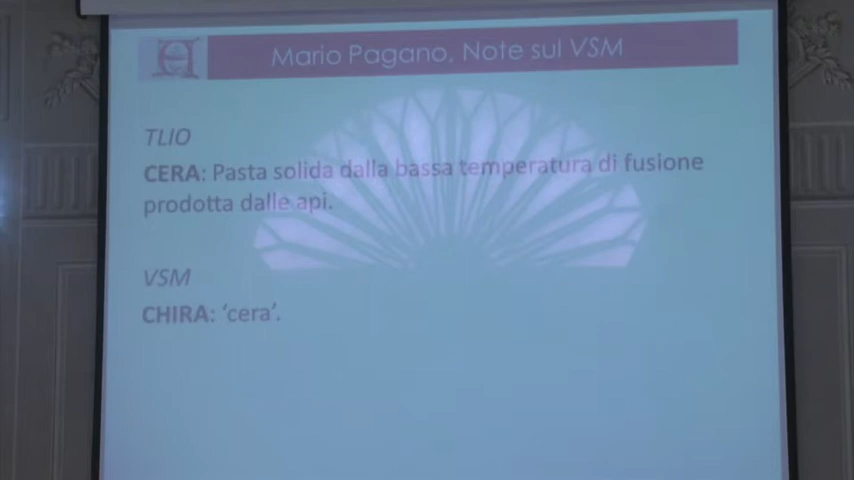 Mario Pagano, Note sul VSM
TLIO
CERA: Pasta solida dalla bassa temperatura di fusione
prodotta dalle api.
VSM
CHIRA: ‘cera’.